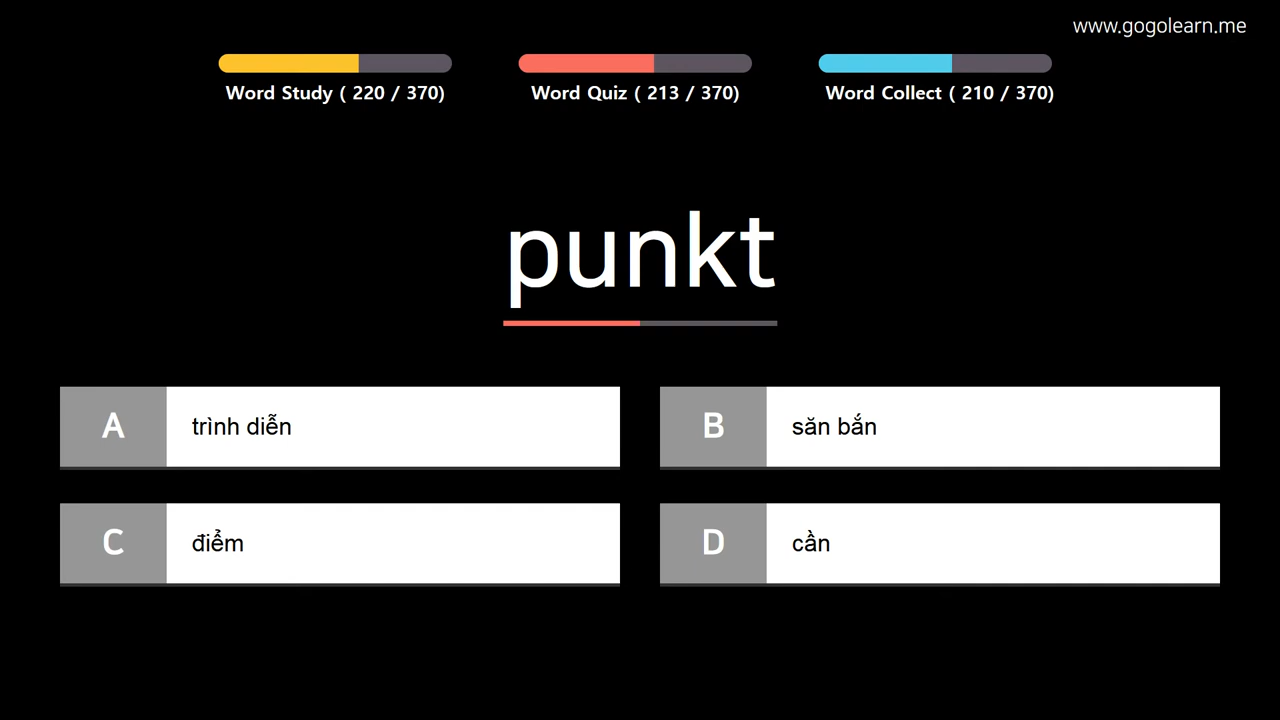 www.gogolearn.me
Word Study ( 220 / 370)
Word Quiz ( 213 / 370)
Word Collect ( 210 / 370)
punkt
A trình diễn
B săn bắn
C điểm
D cần